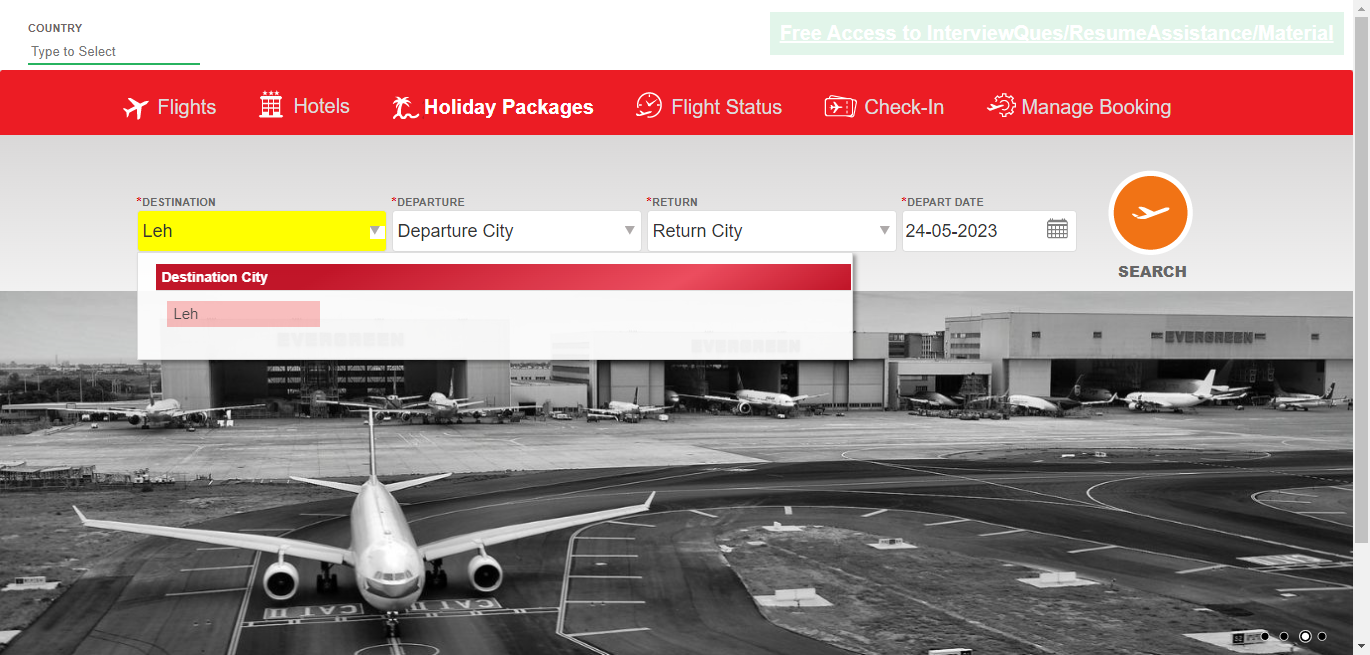 COUNTRY
Type to Select
Free Access to InterviewQues/ResumeAssistance/Material
Flights
Hotels
Holiday Packages
Flight Status
Check-In
Manage Booking
*DESTINATION
*DEPARTURE
*RETURN
*DEPART DATE
Leh
Departure City
Return City
24-05-2023
SEARCH
Destination City
Leh
EVERGREEN
EVERGREEN
EVERGREEN
CAT II
CAT II